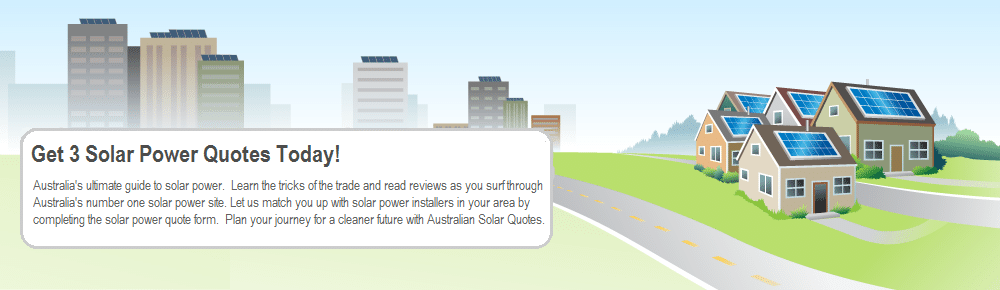 Get 3 Solar Power Quotes Today!
Australia's ultimate guide to solar power.  Learn the tricks of the trade and read reviews as you surf through
Australia's number one solar power site. Let us match you up with solar power installers in your area by
completing the solar power quote form.  Plan your journey for a cleaner future with Australian Solar Quotes.